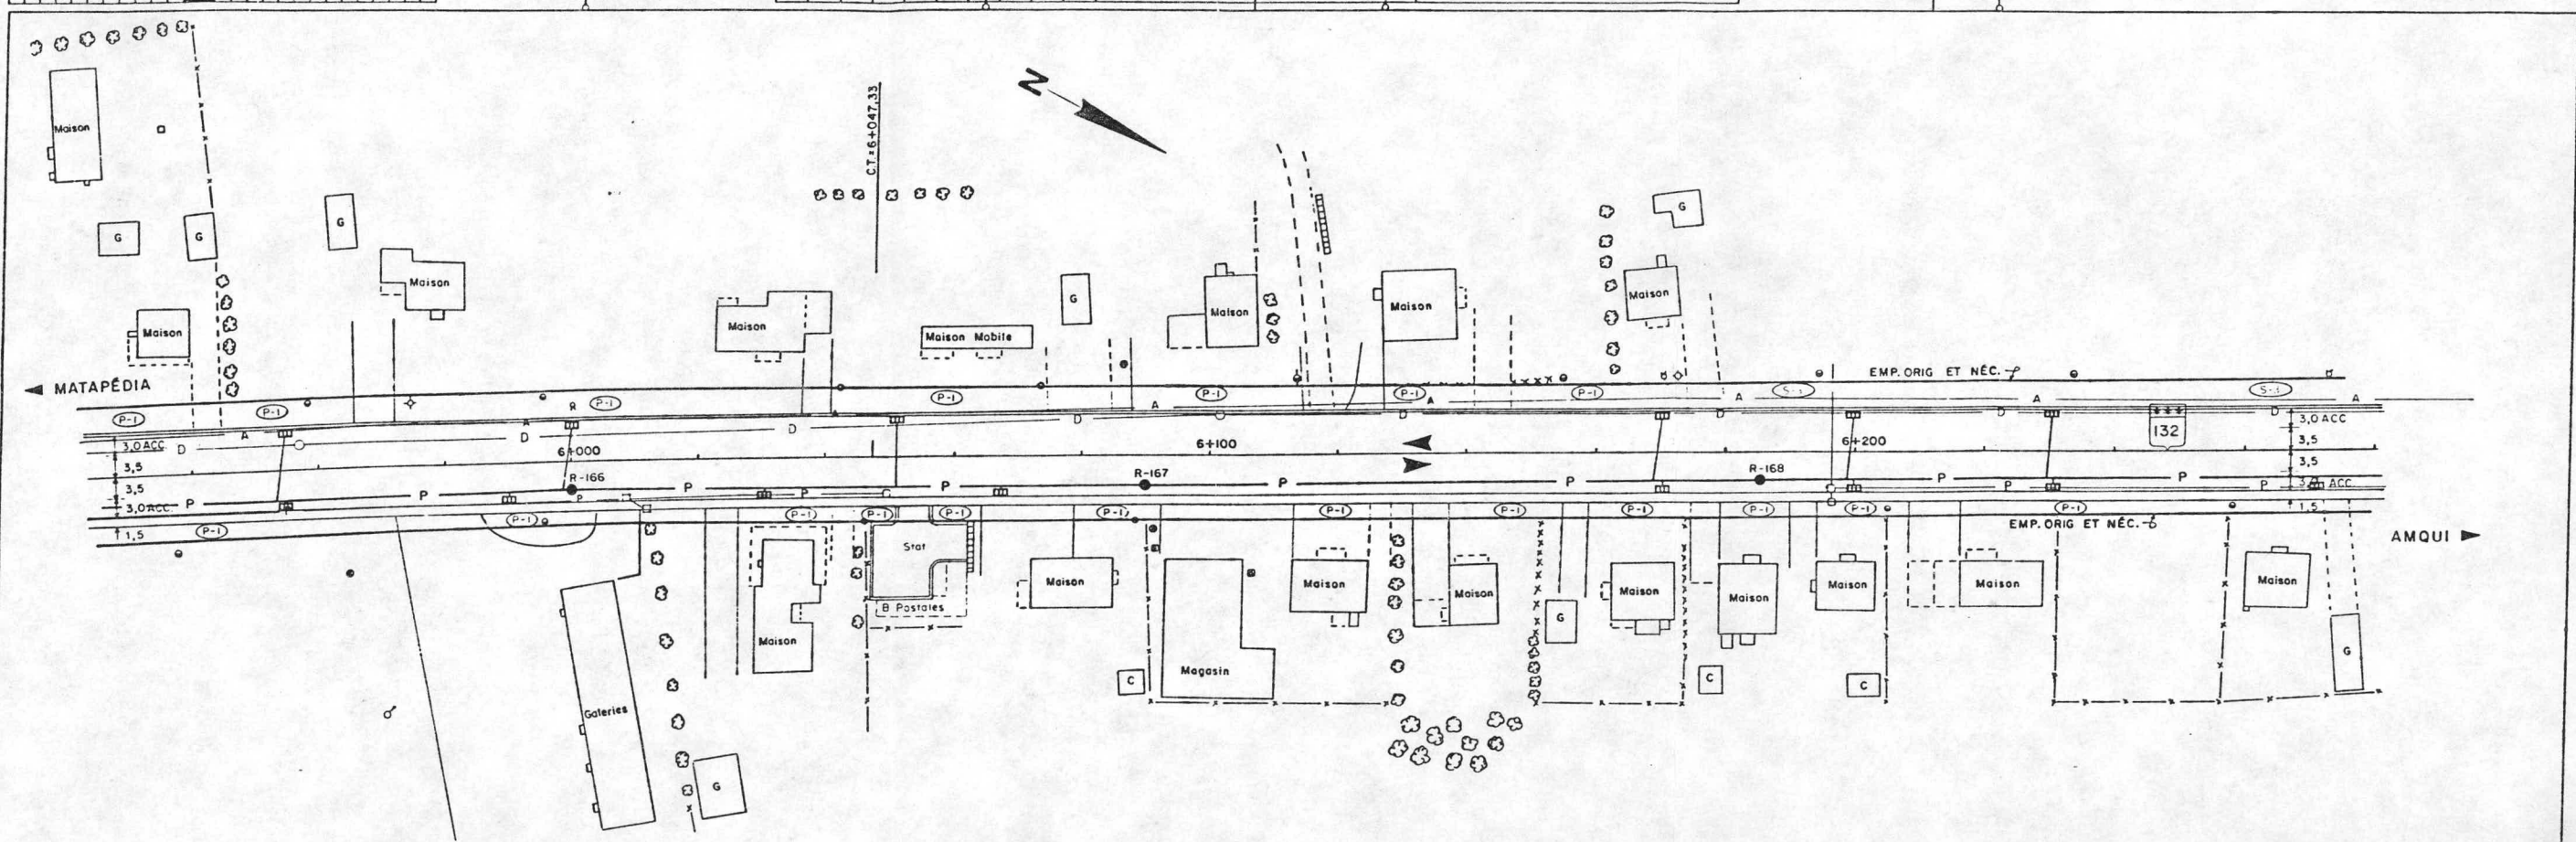 Maison
G
G
G
Maison
Maison
C.T.=6+047,33
N
Maison
Maison Mobile
G
Maison
Maison
G
Maison
MATAPÉDIA
P-1
P-1
P-1
P-1
P-1
P-1
P-1
S-3
EMP. ORIG ET NÉC.
S-3
A
A
A
A
A
A
A
A
D
D
D
D
D
D
D
D
3,0 ACC.
3,5
3,5
3,0 ACC.
1,5
6+000
6+100
6+200
132
3,0 ACC
3,5
3,5
ACC
1,5
R-166
R-167
R-168
P
P
P
P
P
P
P
P
P
P
P
P
P-1
P-1
P-1
P-1
P-1
P-1
P-1
P-1
P-1
P-1
P-1
P-1
EMP. ORIG ET NÉC.
AMQUI
Stat
B Postales
Maison
Maison
Galeries
G
C
Magasin
Maison
Maison
G
Maison
Maison
C
Maison
C
Maison
Maison
G